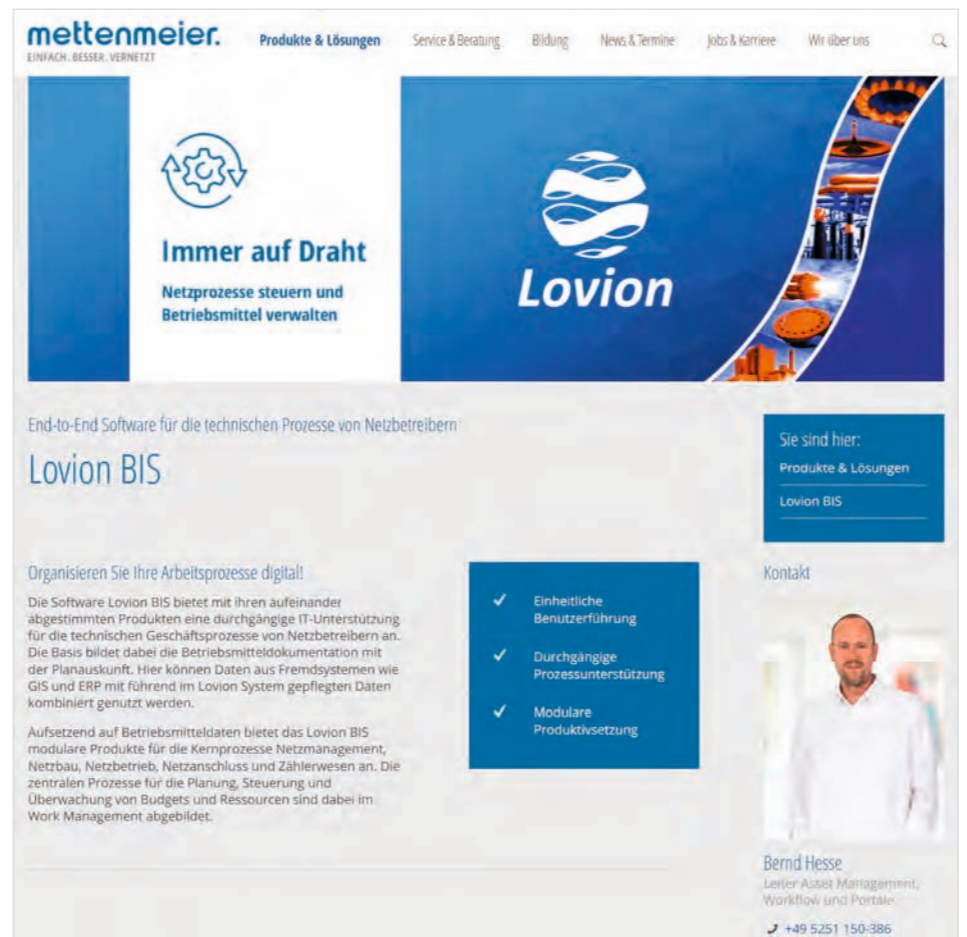 mettenmeier.
EINFACH . BESSER . VERNETZT
Produkte & Lösungen
Service & Beratung
Bildung
News & Termine
Jobs & Karriere
Wir über uns
Immer auf Draht
Netzprozesse steuern und
Betriebsmittel verwalten
Lovion
End-to-End Software für die technischen Prozesse von Netzbetreibern
Lovion BIS
Sie sind hier:
Produkte & Lösungen
Lovion BIS
Organisieren Sie Ihre Arbeitsprozesse digital!
Die Software Lovion BIS bietet mit ihren aufeinander
abgestimmten Produkten eine durchgängige IT-Unterstützung
für die technischen Geschäftsprozesse von Netzbetreibern an.
Die Basis bildet dabei die Betriebsmitteldokumentation mit
der Planauskunft. Hier können Daten aus Fremdsystemen wie
GIS und ERP mit führend im Lovion System gepflegten Daten
kombiniert genutzt werden.
Aufsetzend auf Betriebsmitteldaten bietet das Lovion BIS
modulare Produkte für die Kernprozesse Netzmanagement,
Netzbau, Netzbetrieb, Netzanschluss und Zählerwesen an. Die
zentralen Prozesse für die Planung, Steuerung und
Überwachung von Budgets und Ressourcen sind dabei im
Work Management abgebildet.
Einheitliche
Benutzerführung
Durchgängige
Prozessunterstützung
Modulare
Produktivsetzung
Kontakt
Bernd Hesse
Leiter Asset Management,
Workflow und Portale
+49 5251 150-386